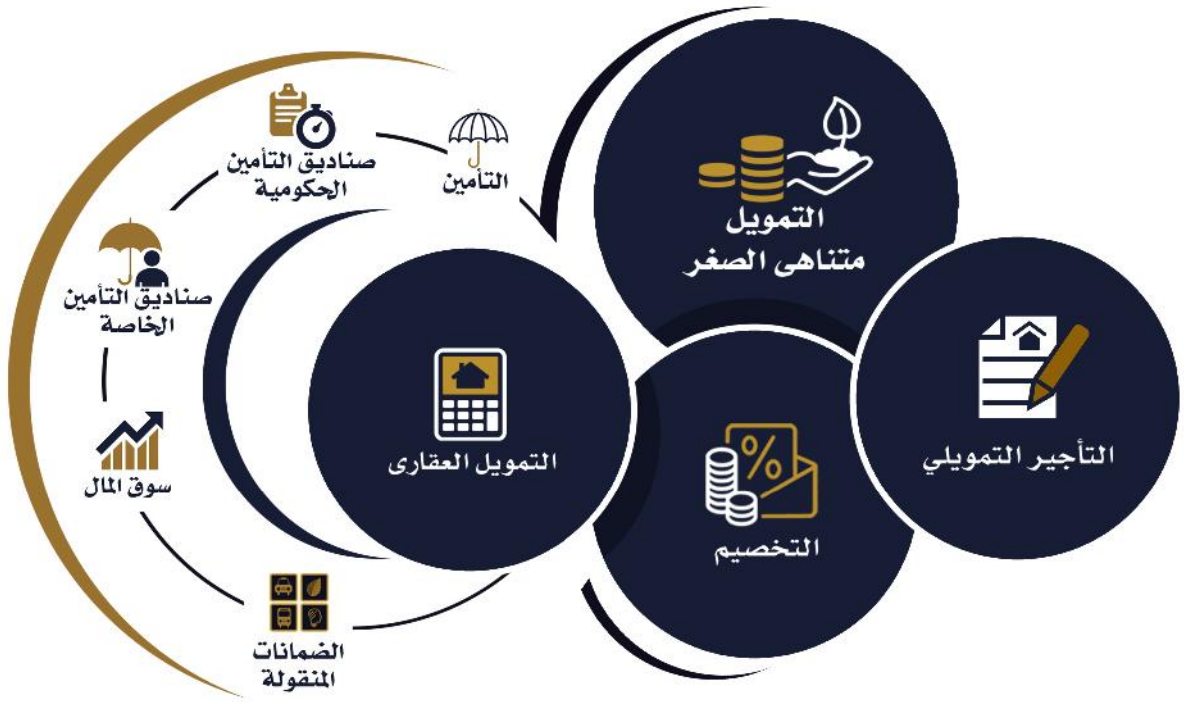 التمويل
متناهى الصغر
التأجير التمويلي
التخصيم
التمويل العقارى
التأمين
صناديق التأمين
الحكومية
صناديق التأمين
الخاصة
سوق المال
الضمانات
المنقولة